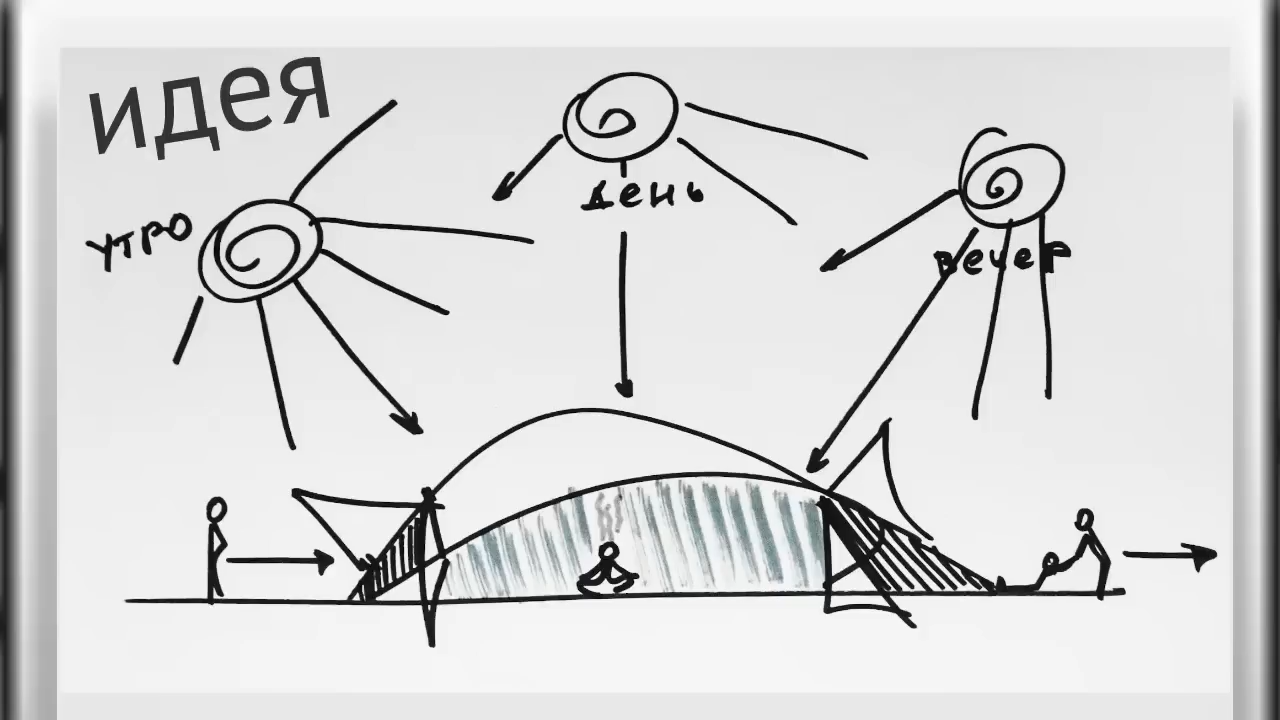 идея
утро
день
вечер